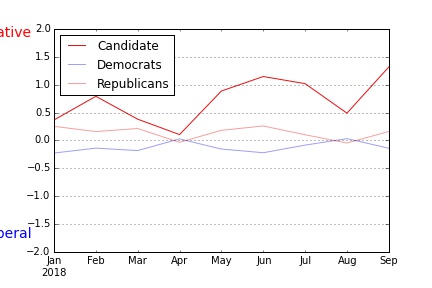 ative
beral
2.0
1.5
1.0
0.5
0.0
−0.5
−1.0
−1.5
−2.0
Candidate
Democrats
Republicans
Jan Feb Mar Apr May Jun Jul Aug Sep
2018